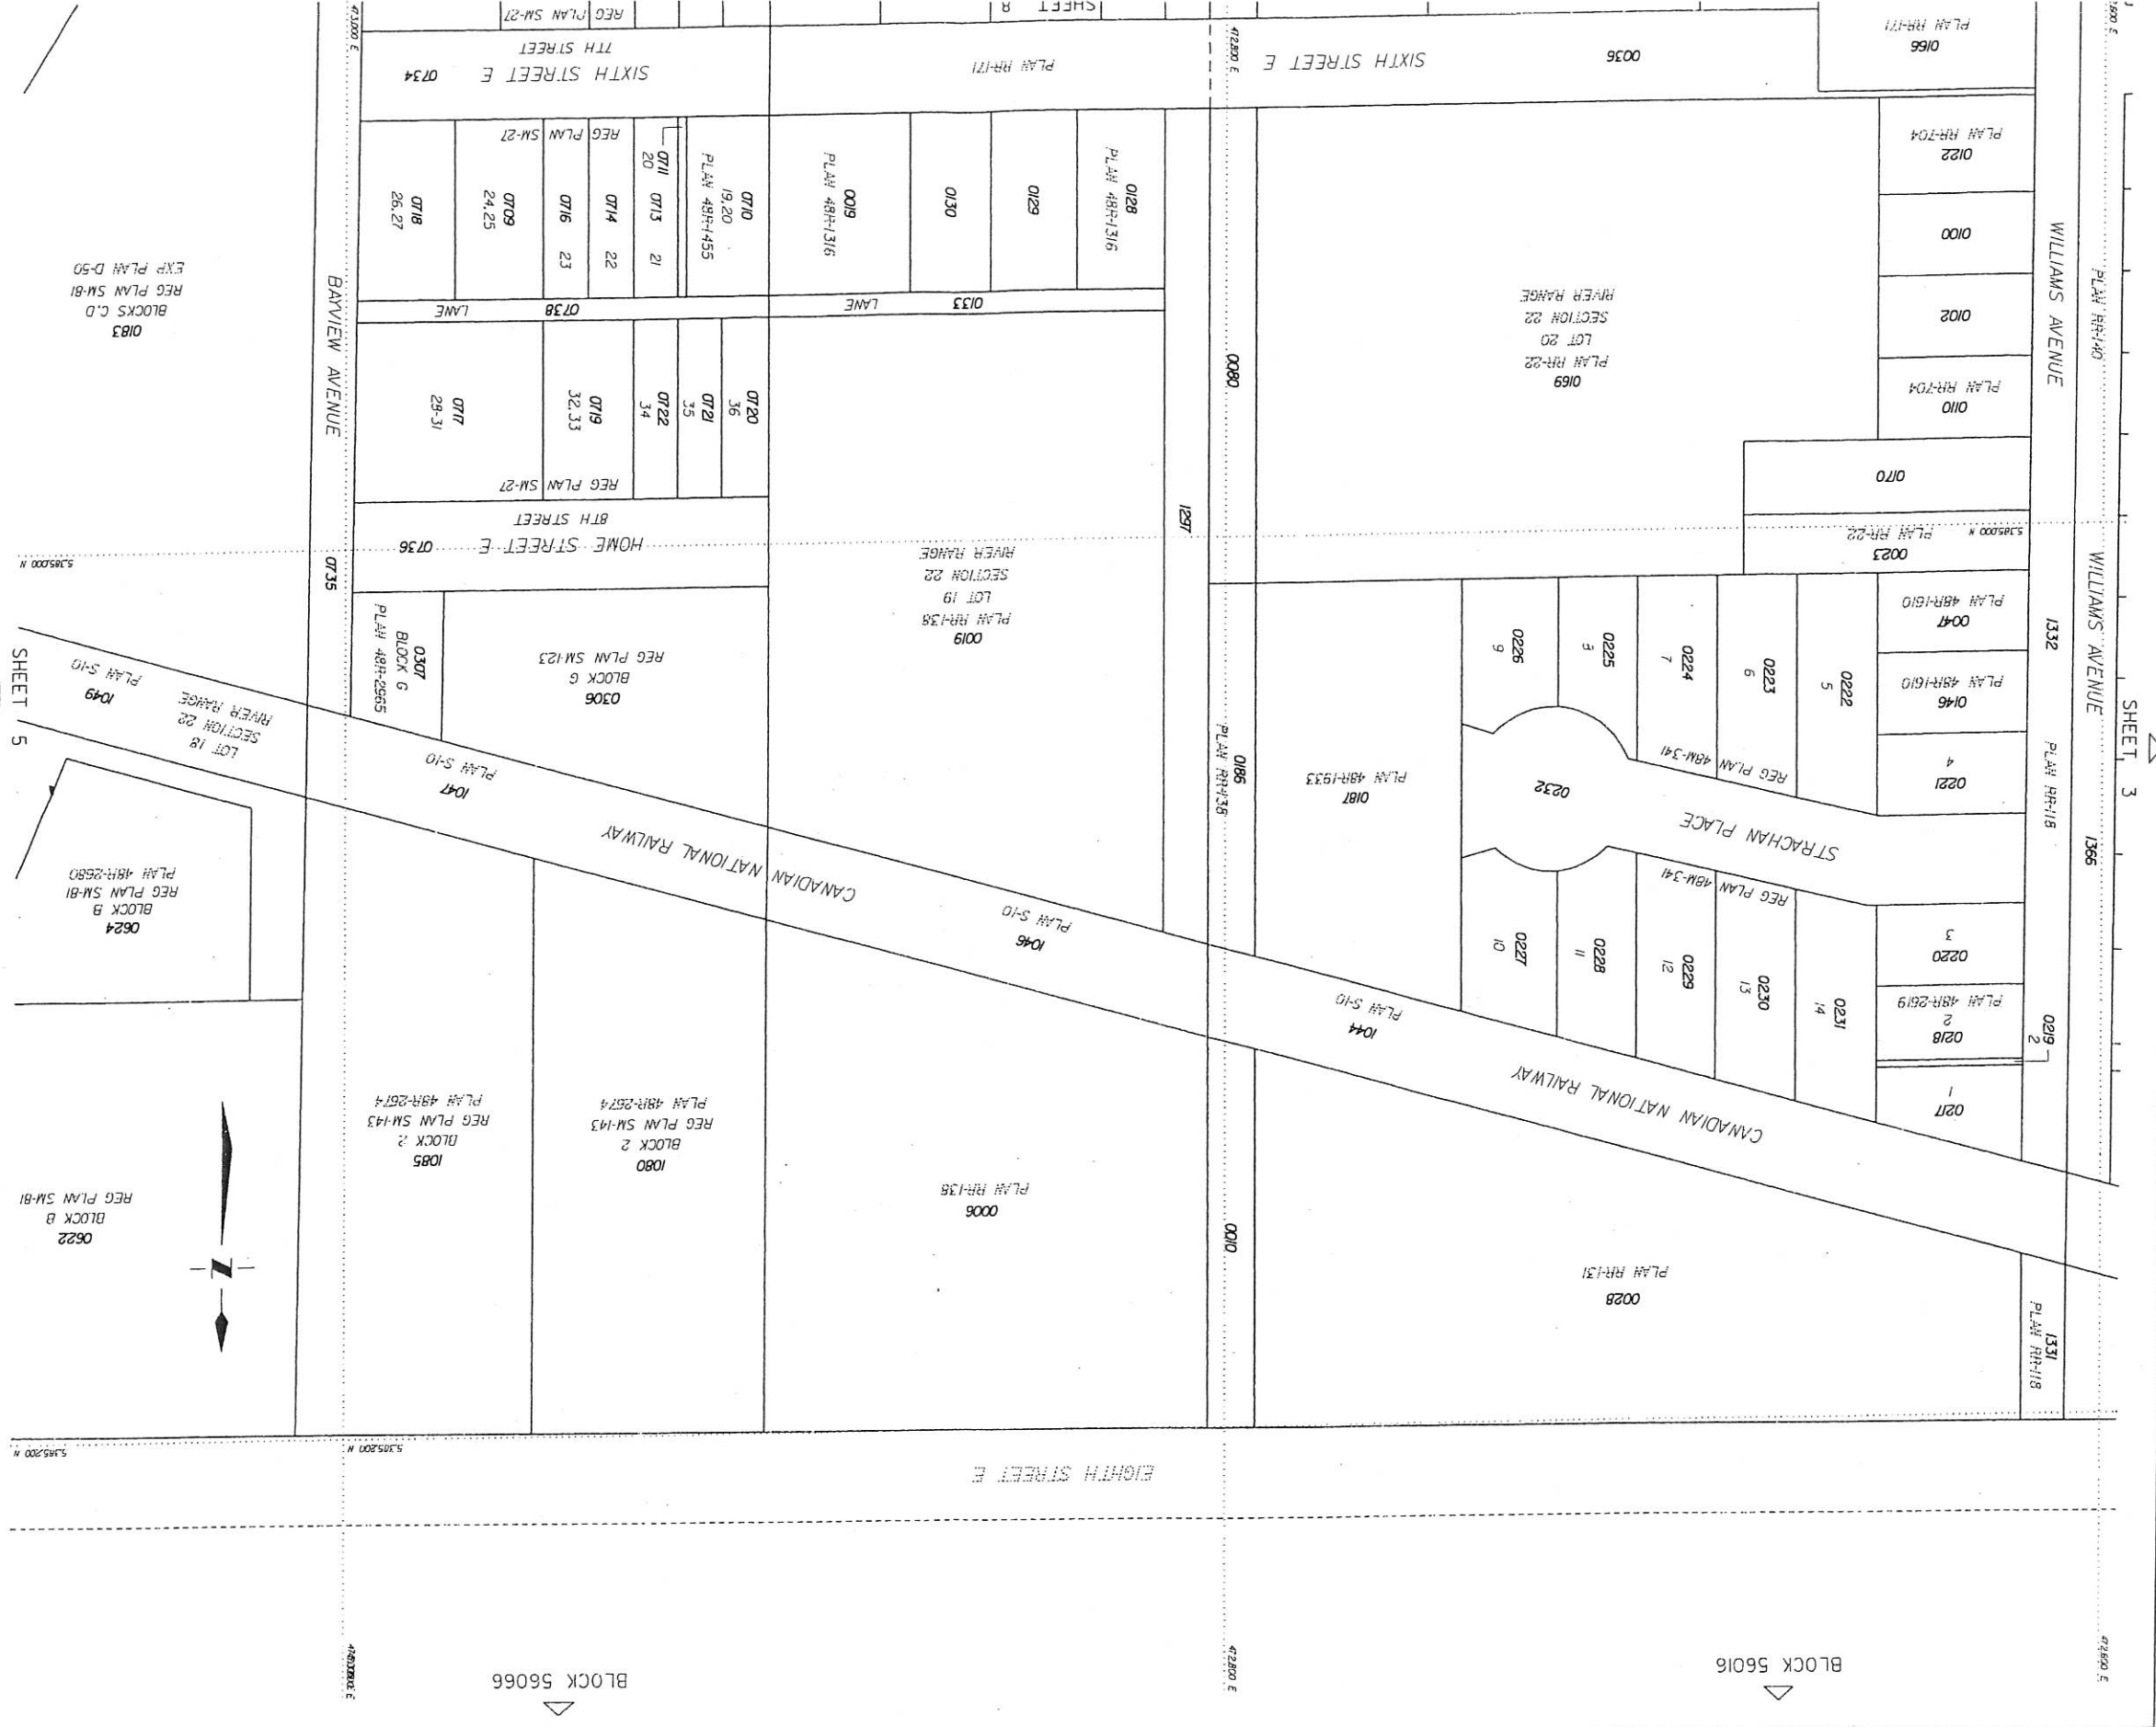 BLOCK 56016
BLOCK 56066
472,600 E
472,800 E
EIGHTH STREET E
5,385,200 N
5,385,200 N
1331
PLAN RR-118
0028
PLAN RR-131
0010
0006
PLAN RR-138
1080
BLOCK 2
REG PLAN SM-143
PLAN 48R-2674
1085
BLOCK 2
REG PLAN SM-143
PLAN 48R-2674
0622
BLOCK B
REG PLAN SM-81
N
CANADIAN NATIONAL RAILWAY
1044
PLAN S-10
1046
PLAN S-10
CANADIAN NATIONAL RAILWAY
1047
PLAN S-10
1049
PLAN S-10
LOT 18
SECTION 22
RIVER RANGE
0624
BLOCK B
REG PLAN SM-81
PLAN 48R-2680
SHEET 5
0217
1
0219
2
0218
2
PLAN 48R-2619
0220
3
0231
14
0230
13
0229
12
0228
11
0227
10
REG PLAN 48M-341
STRACHAN PLACE
0232
REG PLAN 48M-341
0221
4
0146
PLAN 48R-1610
0047
PLAN 48R-1610
0222
5
0223
6
0224
7
0225
8
0226
9
0187
PLAN 48R-1933
0186
PLAN RR-138
1366
SHEET 3
PLAN RR-118
1332
WILLIAMS AVENUE
0023
PLAN RR-22
5,385,000 N
0170
0110
PLAN RR-704
0102
0100
0122
PLAN RR-704
WILLIAMS AVENUE
PLAN RR-140
0169
PLAN RR-22
LOT 20
SECTION 22
RIVER RANGE
0080
1297
0019
PLAN RR-138
LOT 19
SECTION 22
RIVER RANGE
0306
BLOCK G
REG PLAN SM-123
0307
BLOCK G
PLAN 48R-2965
0735
5,385,000 N
HOME STREET E
0736
8TH STREET
REG PLAN SM-27
0720
36
0721
35
0722
34
0719
32,33
0717
28-31
BAYVIEW AVENUE
0183
BLOCKS C,D
REG PLAN SM-81
EXP PLAN D-50
0133
LANE
0738
LANE
0128
PLAN 48R-1316
0129
0130
0019
PLAN 48R-1316
0710
19,20
PLAN 48R-1455
0711
20
0713
21
0714
22
0716
23
0709
24,25
0718
26,27
REG PLAN SM-27
0166
PLAN RR-171
0036
SIXTH STREET E
472,800 E
PLAN RR-171
SIXTH STREET E
0734
7TH STREET
473,000 E
SHEET 8
REG PLAN SM-27